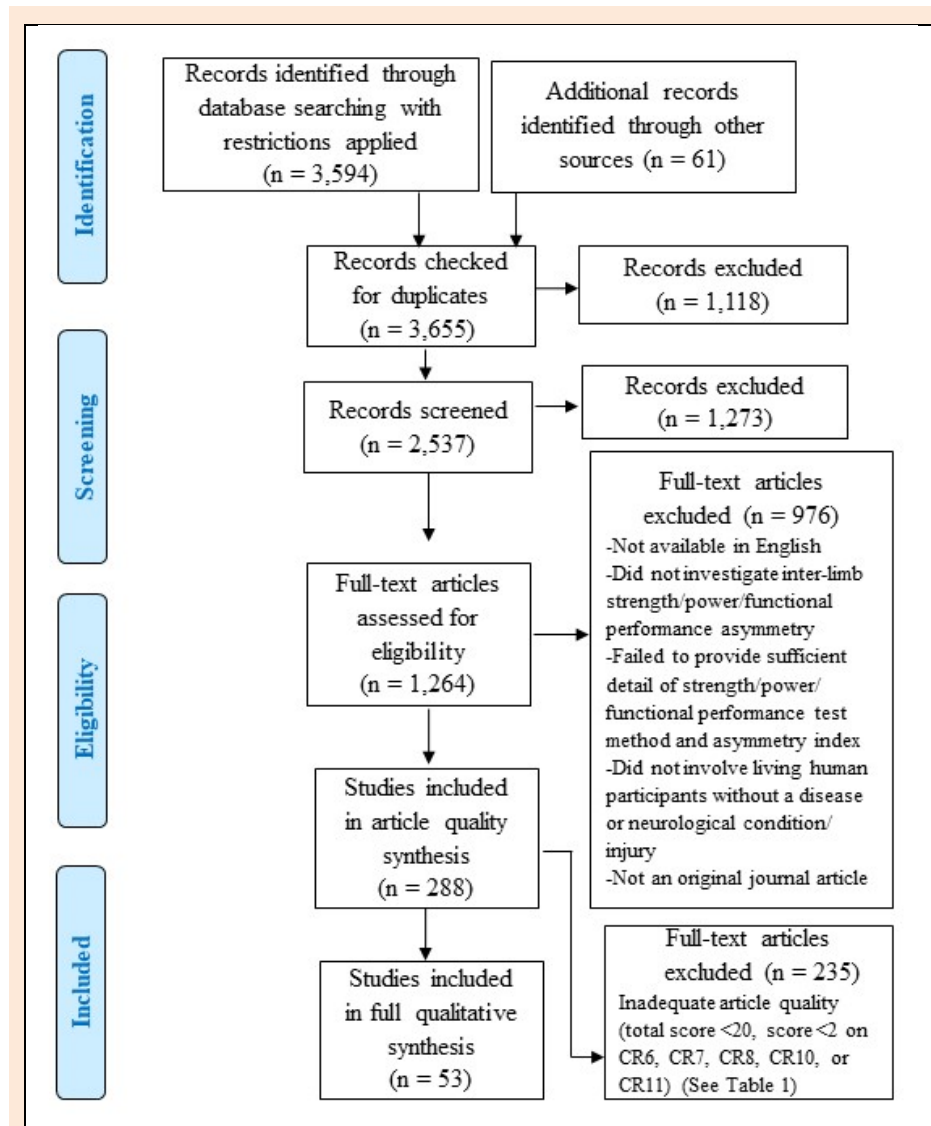 Identification
Records identified through
database searching with
restrictions applied
(n = 3,594)
Additional records
identified through other
sources (n = 61)
Records checked
for duplicates
(n = 3,655)
Records excluded
(n = 1,118)
Screening
Records screened
(n = 2,537)
Records excluded
(n = 1,273)
Eligibility
Full-text articles
assessed for
eligibility
(n = 1,264)
Full-text articles
excluded (n = 976)
-Not available in English
-Did not investigate inter-limb
strength/power/functional
performance asymmetry
-Failed to provide sufficient
detail of strength/power/
functional performance test
method and asymmetry index
-Did not involve living human
participants without a disease
or neurological condition/
injury
-Not an original journal article
Studies included
in article quality
synthesis
(n = 288)
Included
Studies included
in full qualitative
synthesis
(n = 53)
Full-text articles
excluded (n = 235)
Inadequate article quality
(total score <20, score <2 on
CR6, CR7, CR8, CR10, or
CR11) (See Table 1)